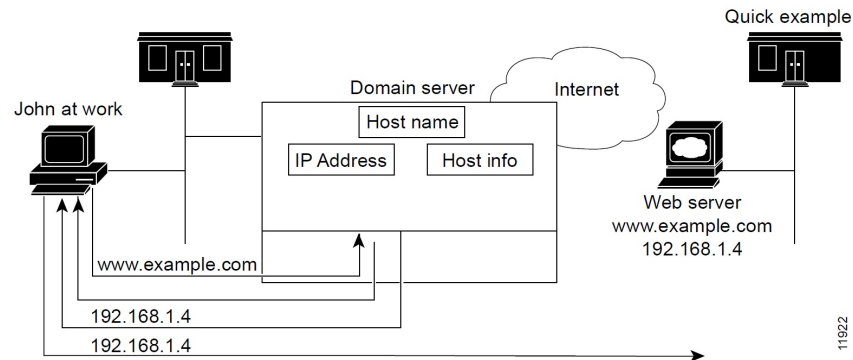 Quick example
Domain server
Internet
John at work
Host name
IP Address
Host info
Web server
www.example.com
192.168.1.4
www.example.com
192.168.1.4
192.168.1.4
11922